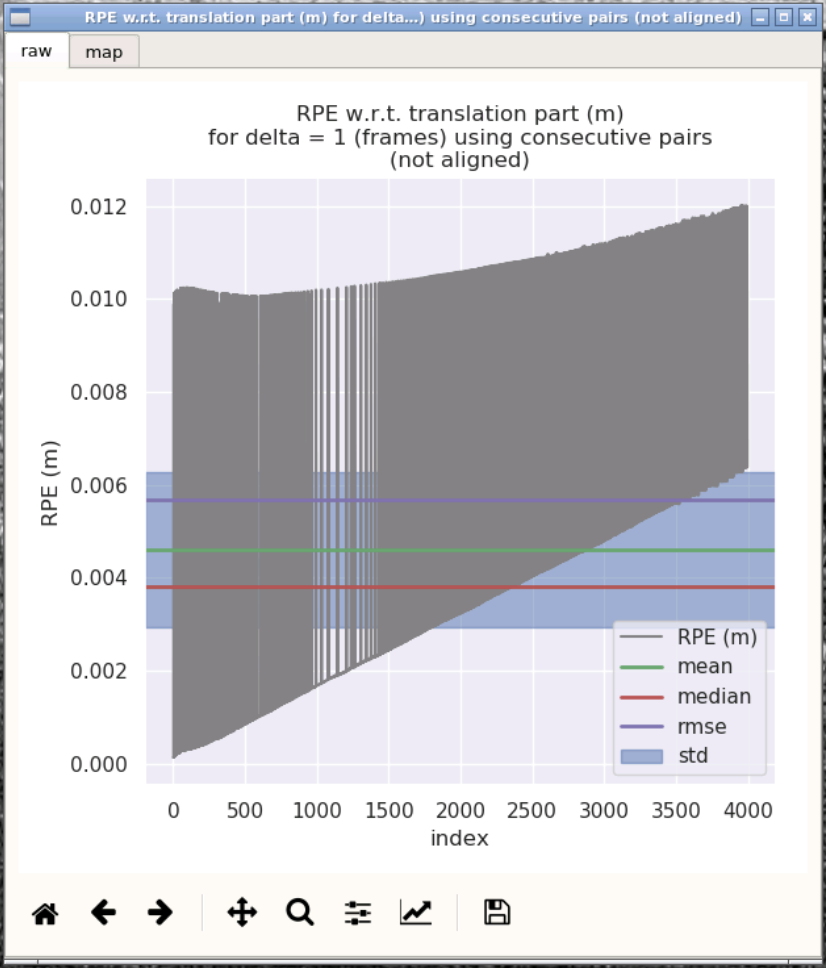 RPE w.r.t. translation part (m) for delta...) using consecutive pairs (not aligned)
raw
map
RPE w.r.t. translation part (m)
for delta = 1 (frames) using consecutive pairs
(not aligned)
0.012
0.010
0.008
0.006
0.004
0.002
0.000
RPE (m)
0 500 1000 1500 2000 2500 3000 3500 4000
index
RPE (m)
mean
median
rmse
std